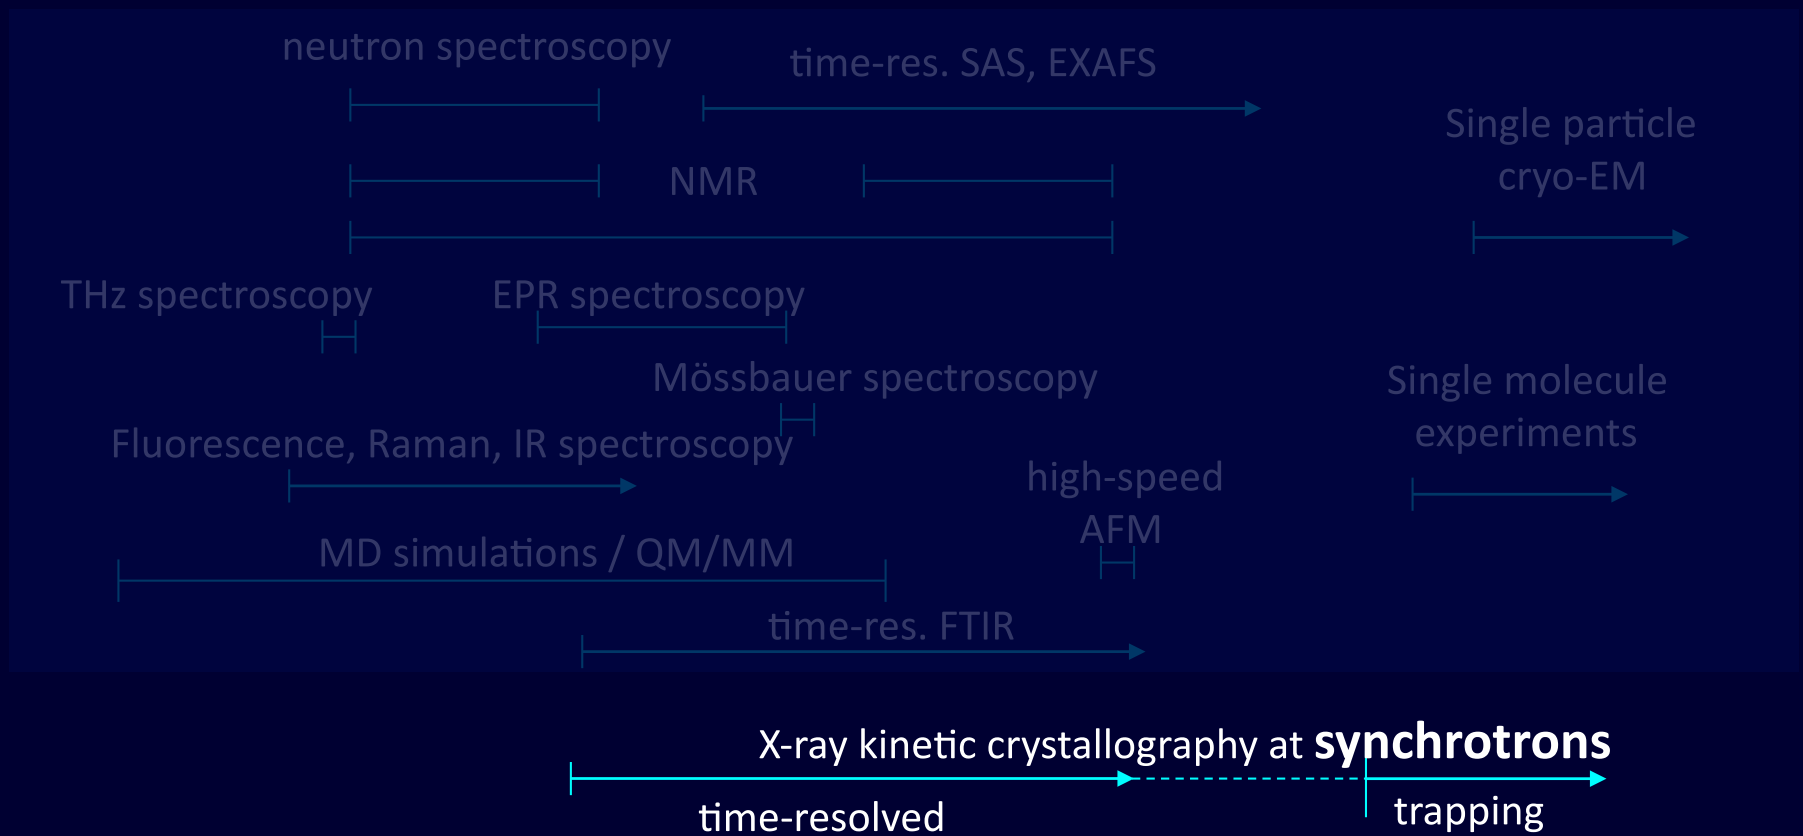 neutron spectroscopy
time-res. SAS, EXAFS
Single particle
cryo-EM
NMR
THz spectroscopy
EPR spectroscopy
Mössbauer spectroscopy
Single molecule
experiments
Fluorescence, Raman, IR spectroscopy
high-speed
AFM
MD simulations / QM/MM
time-res. FTIR
X-ray kinetic crystallography at synchrotrons
time-resolved
trapping